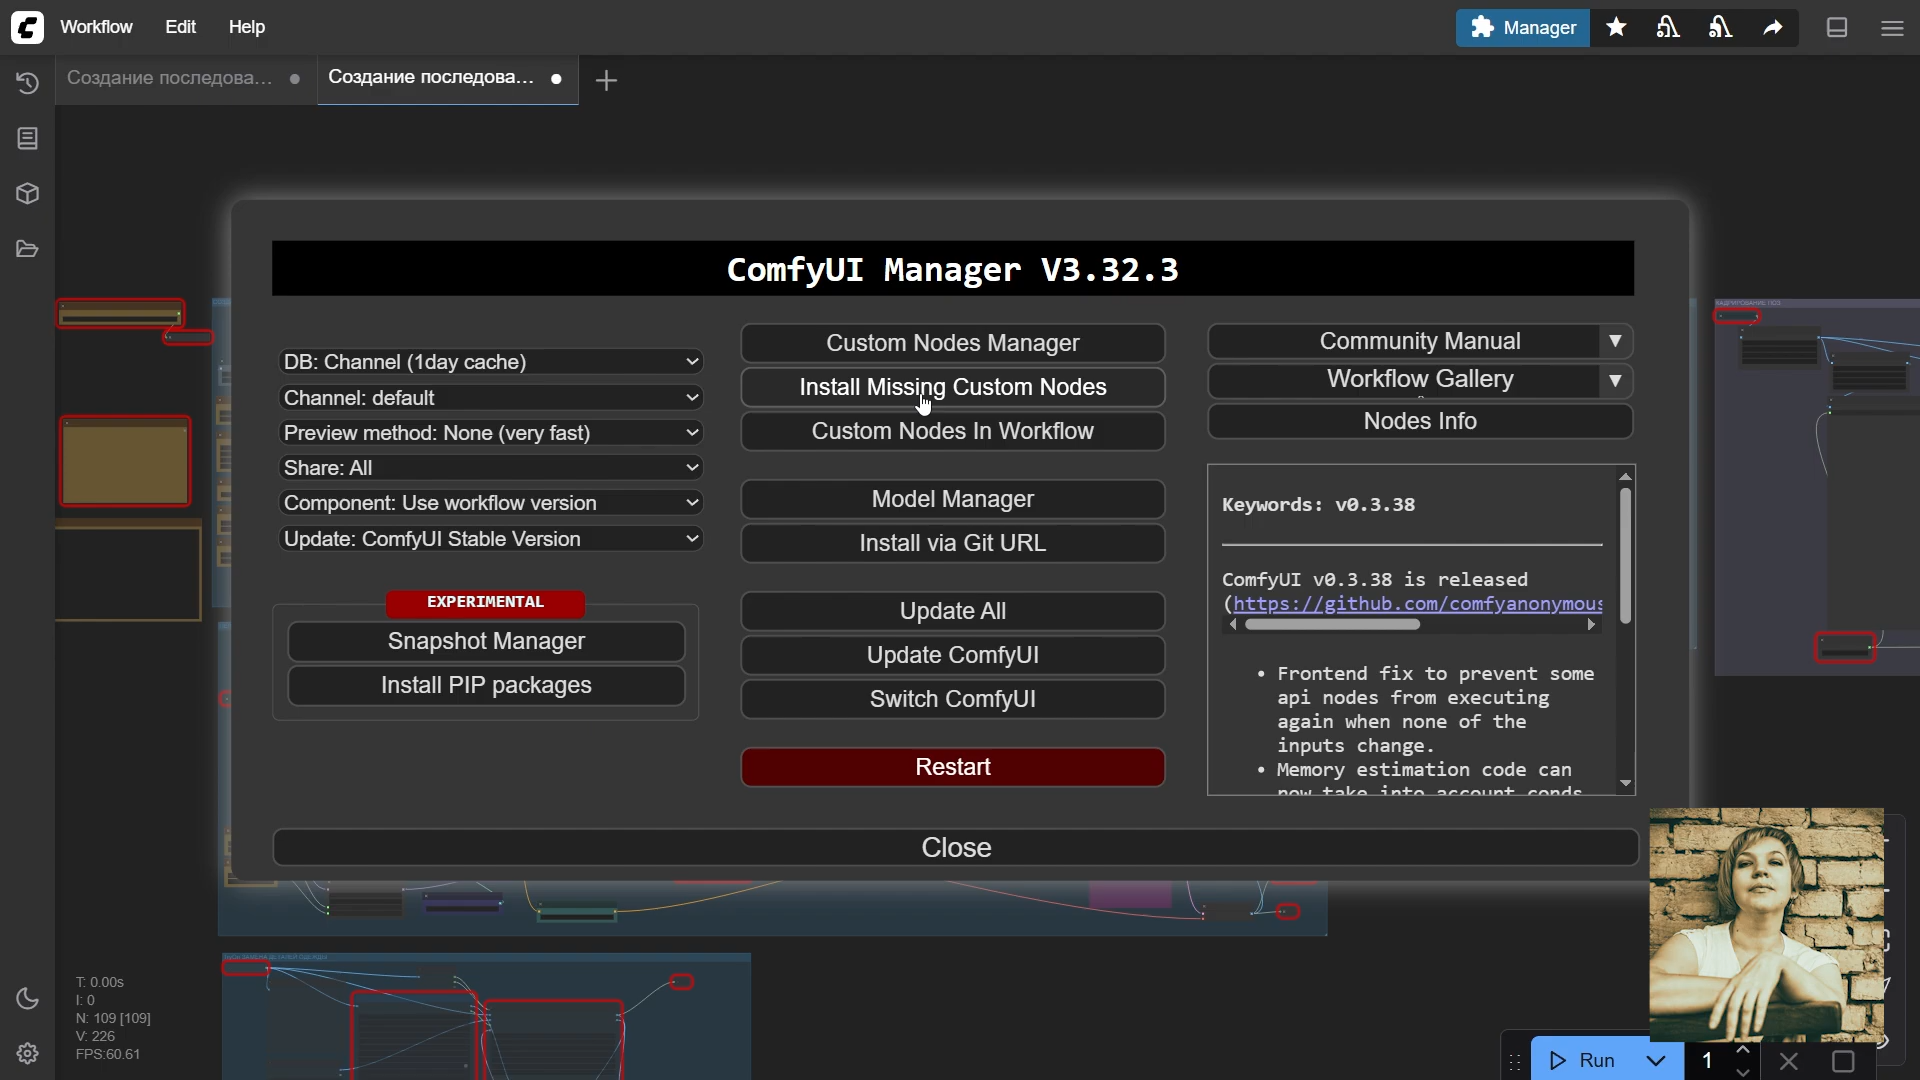 Workflow Edit Help
Manager
Создание последова...
Создание последова...
ComfyUI Manager V3.32.3
DB: Channel (1day cache)
Channel: default
Preview method: None (very fast)
Share: All
Component: Use workflow version
Update: ComfyUI Stable Version
EXPERIMENTAL
Snapshot Manager
Install PIP packages
Custom Nodes Manager
Install Missing Custom Nodes
Custom Nodes In Workflow
Model Manager
Install via Git URL
Update All
Update ComfyUI
Switch ComfyUI
Restart
Community Manual
Workflow Gallery
Nodes Info
Keywords: v0.3.38
ComfyUI v0.3.38 is released
(https://github.com/comfyanonymous
• Frontend fix to prevent some
api nodes from executing
again when none of the
inputs change.
• Memory estimation code can
now take into account conds
Close
T: 0.00s
I: 0
N: 109 [109]
V: 226
FPS:60.61
Run
1